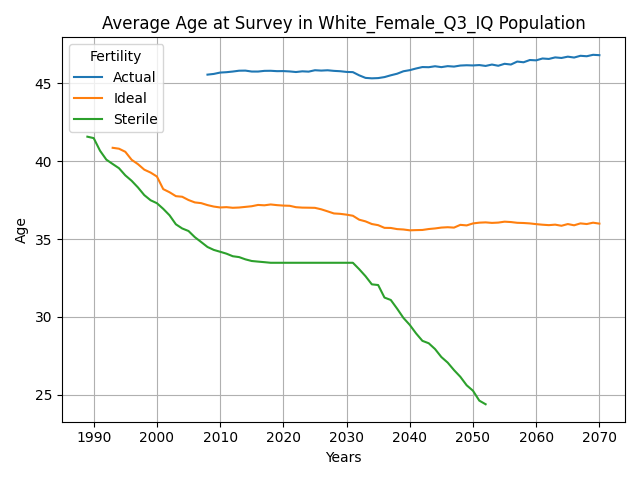 Average Age at Survey in White_Female_Q3_IQ Population
Fertility
Actual
Ideal
Sterile
Age
45
40
35
30
25
1990 2000 2010 2020 2030 2040 2050 2060 2070
Years